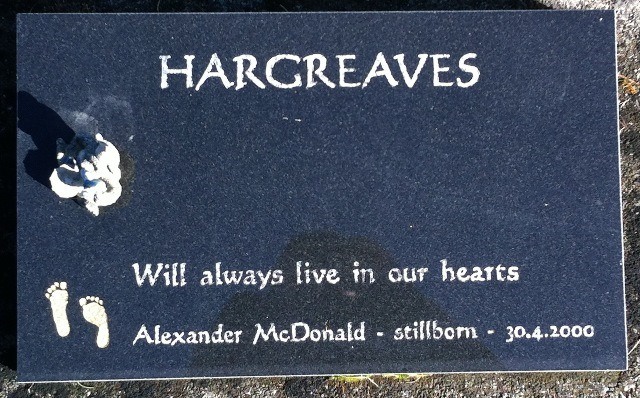 HARGREAVES
Will always live in our hearts
Alexander McDonald - stillborn - 30.4.2000